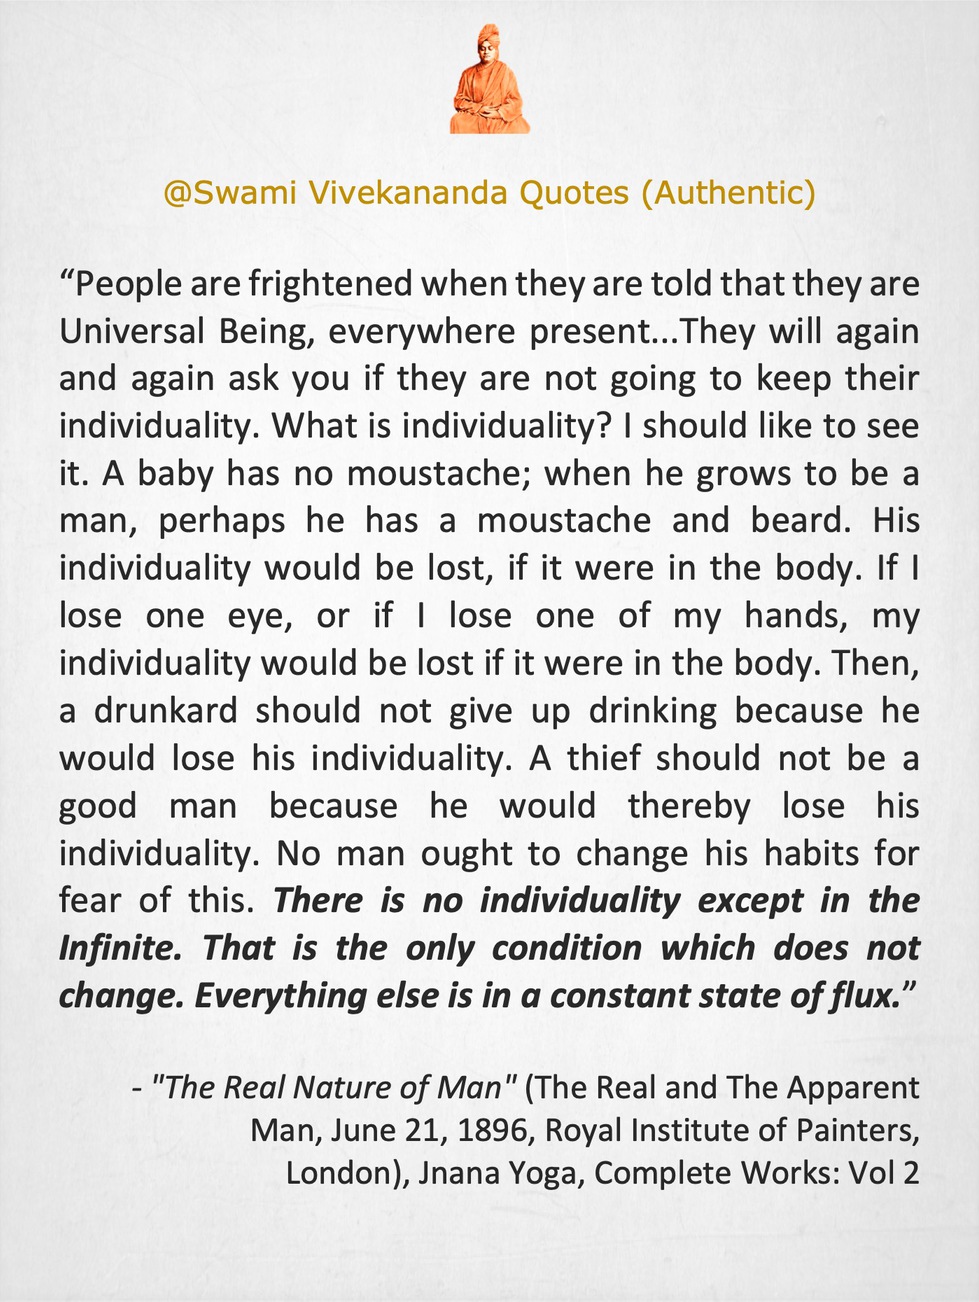 @Swami Vivekananda Quotes (Authentic)
“People are frightened when they are told that they are
Universal Being, everywhere present...They will again
and again ask you if they are not going to keep their
individuality. What is individuality? I should like to see
it. A baby has no moustache; when he grows to be a
man, perhaps he has a moustache and beard. His
individuality would be lost, if it were in the body. If I
lose one eye, or if I lose one of my hands, my
individuality would be lost if it were in the body. Then,
a drunkard should not give up drinking because he
would lose his individuality. A thief should not be a
good man because he would thereby lose his
individuality. No man ought to change his habits for
fear of this. There is no individuality except in the
Infinite. That is the only condition which does not
change. Everything else is in a constant state of flux.”
- "The Real Nature of Man" (The Real and The Apparent
Man, June 21, 1896, Royal Institute of Painters,
London), Jnana Yoga, Complete Works: Vol 2